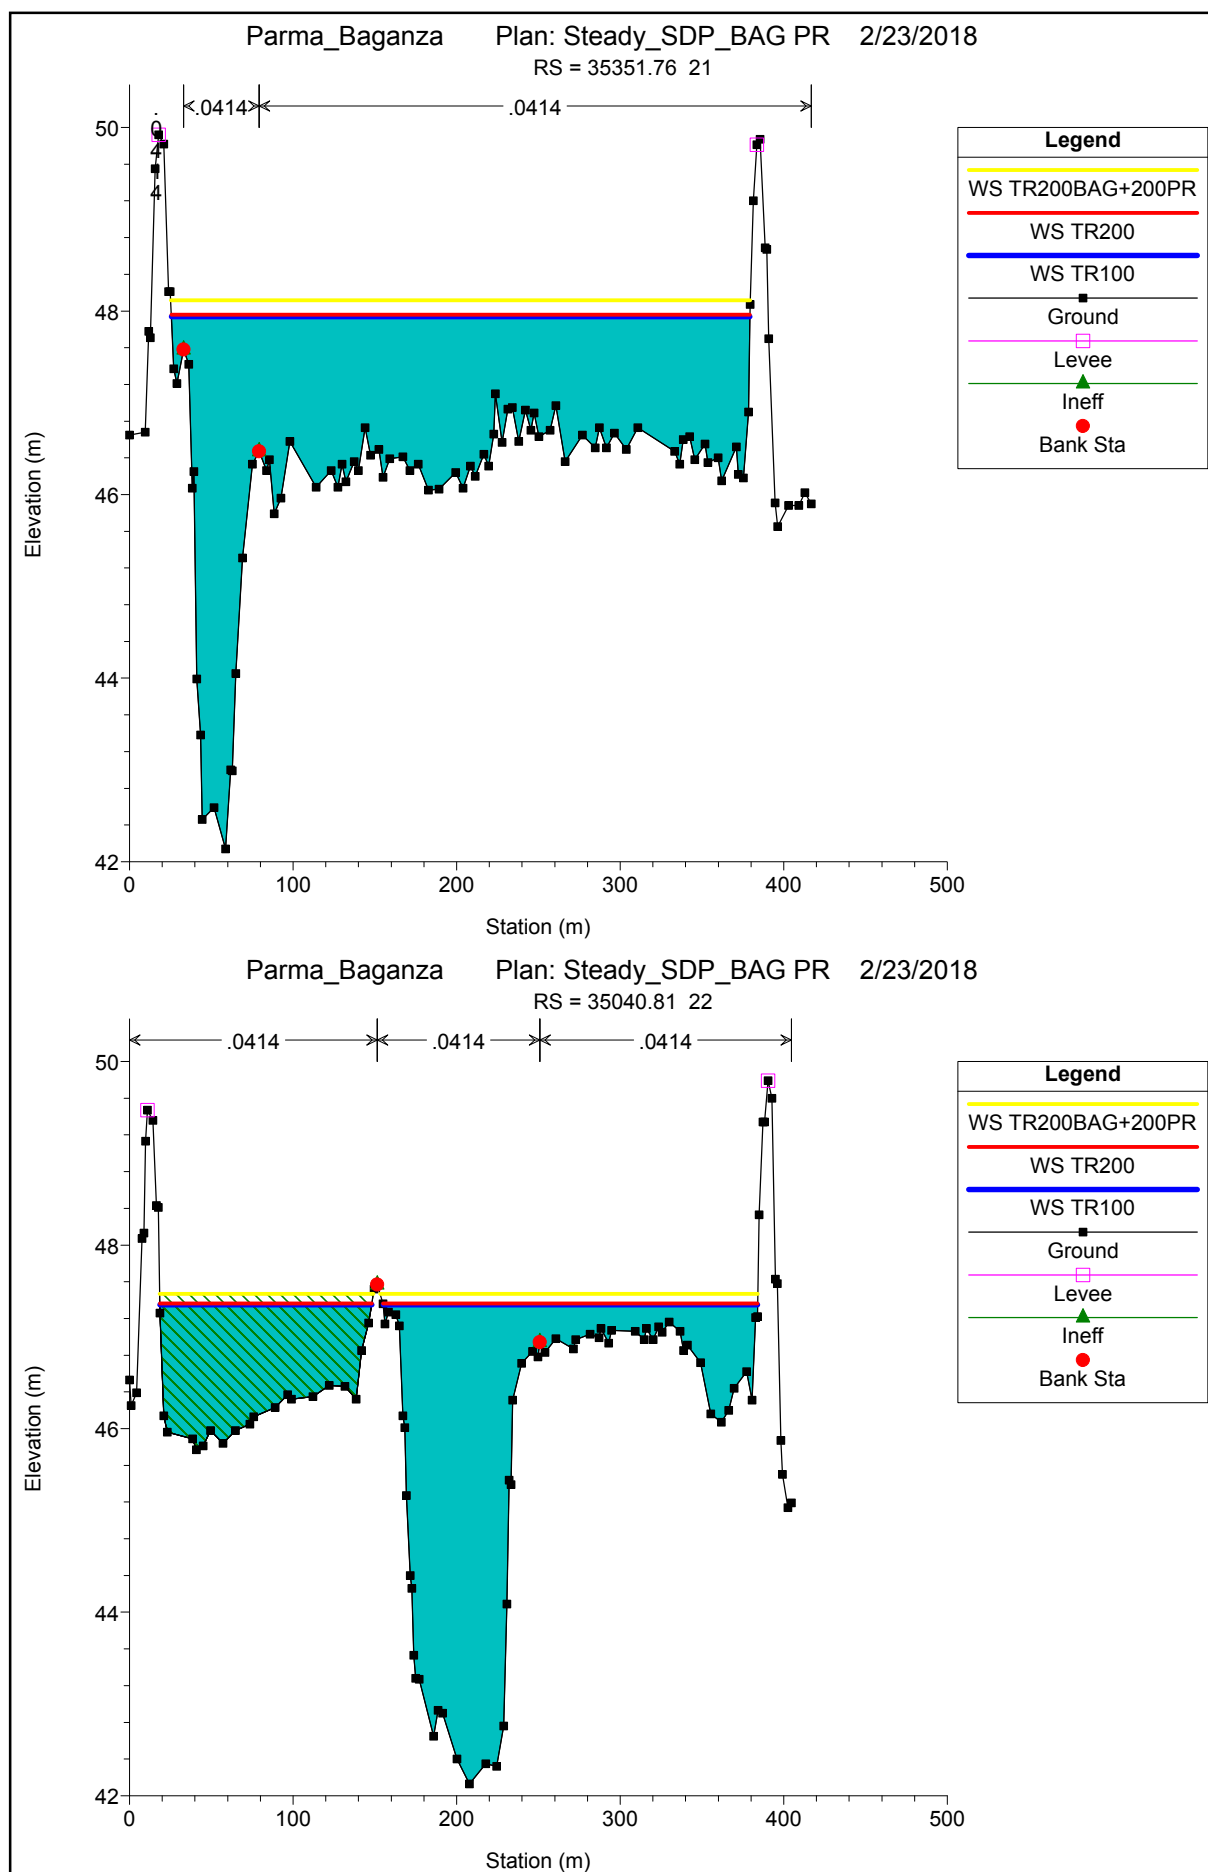 Parma_Baganza Plan: Steady_SDP_BAG PR 2/23/2018
RS = 35351.76 21
.0414
.0414
.0414
50
48
46
44
42
Elevation (m)
0 100 200 300 400 500
Station (m)
Legend
WS TR200BAG+200PR
WS TR200
WS TR100
Ground
Levee
Ineff
Bank Sta
Parma_Baganza Plan: Steady_SDP_BAG PR 2/23/2018
RS = 35040.81 22
.0414
.0414
.0414
50
48
46
44
42
Elevation (m)
0 100 200 300 400 500
Station (m)
Legend
WS TR200BAG+200PR
WS TR200
WS TR100
Ground
Levee
Ineff
Bank Sta